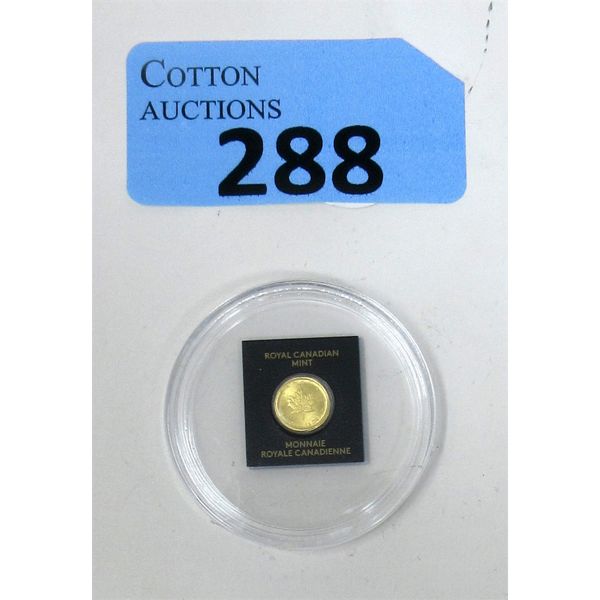 COTTON
AUCTIONS
288
ROYAL CANADIAN
MINT
MONNAIE
ROYALE CANADIENNE